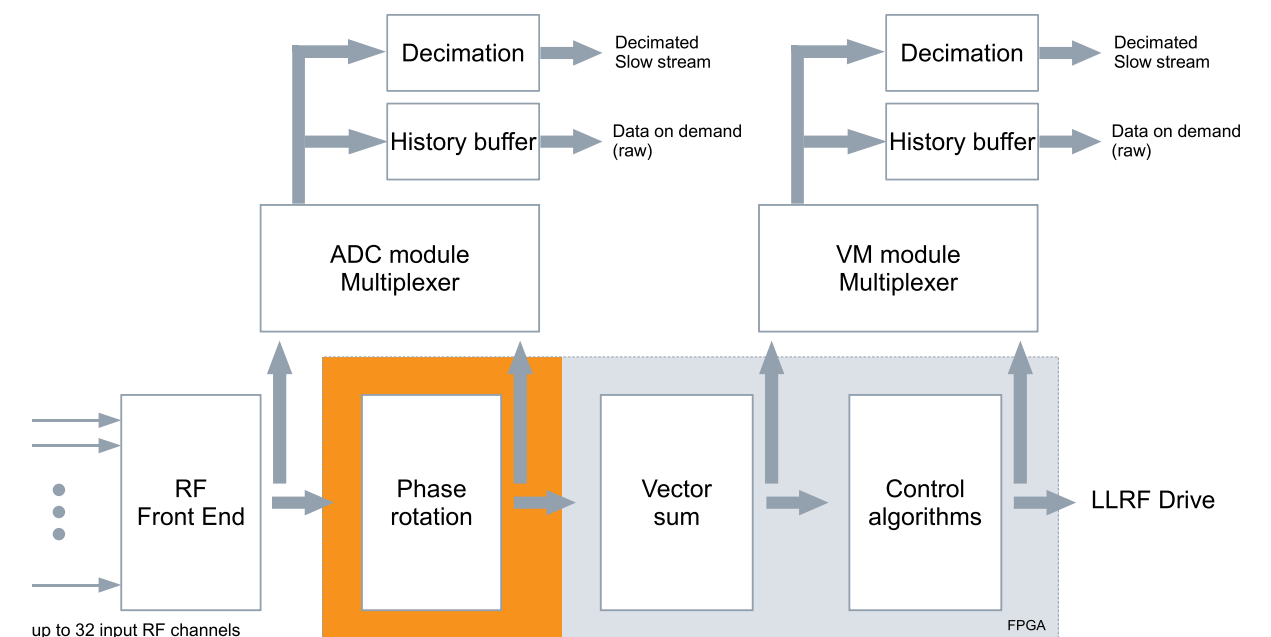 Decimation
Decimated
Slow stream
History buffer
Data on demand
(raw)
Decimation
Decimated
Slow stream
History buffer
Data on demand
(raw)
ADC module
Multiplexer
VM module
Multiplexer
RF
Front End
Phase
rotation
Vector
sum
Control
algorithms
LLRF Drive
up to 32 input RF channels
FPGA